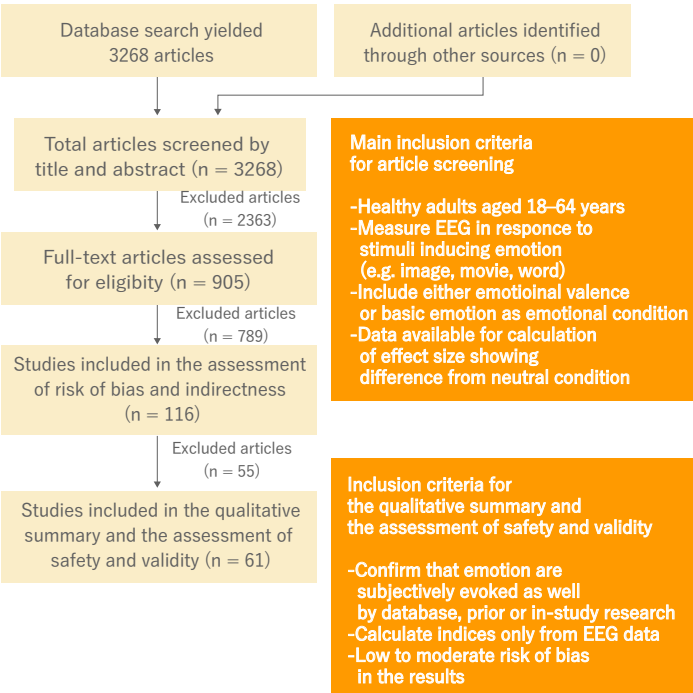 Database search yielded
3268 articles
Additional articles identified
through other sources (n = 0)
Total articles screened by
title and abstract (n = 3268)
Excluded articles
(n = 2363)
Full-text articles assessed
for eligibity (n = 905)
Excluded articles
(n = 789)
Studies included in the assessment
of risk of bias and indirectness
(n = 116)
Excluded articles
(n = 55)
Studies included in the qualitative
summary and the assessment of
safety and validity (n = 61)
Main inclusion criteria
for article screening
-Healthy adults aged 18–64 years
-Measure EEG in responce to
stimuli inducing emotion
(e.g. image, movie, word)
-Include either emotioinal valence
or basic emotion as emotional condition
-Data available for calculation
of effect size showing
difference from neutral condition
Inclusion criteria for
the qualitative summary and
the assessment of safety and validity
-Confirm that emotion are
subjectively evoked as well
by database, prior or in-study research
-Calculate indices only from EEG data
-Low to moderate risk of bias
in the results